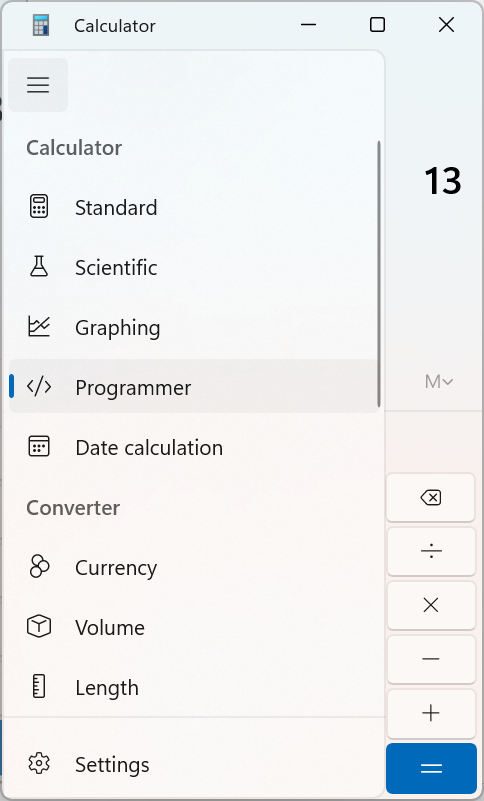 Calculator
Calculator
13
Standard
Scientific
Graphing
M
Programmer
Date calculation
Converter
Currency
÷
×
Volume
−
Length
+
Settings
=